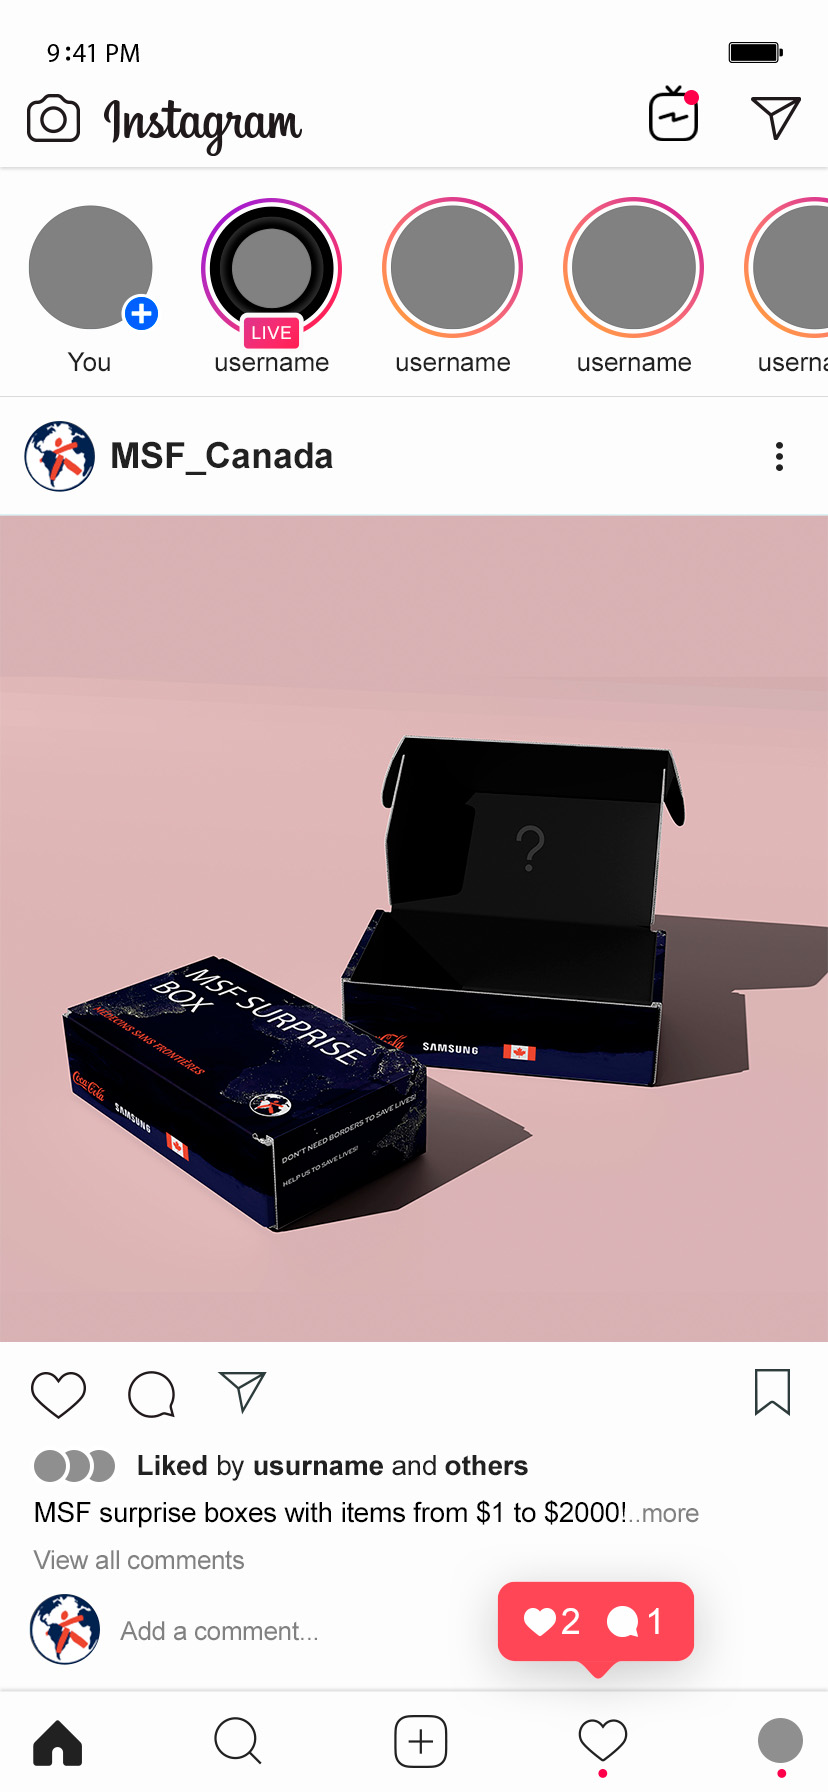 9:41 PM
Instagram
LIVE
You
username
username
username
userna
MSF_Canada
?
SAMSUNG
MSF SURPRISE
BOX
MÉDECINS SANS FRONTIÈRES
Coca-Cola
SAMSUNG
DON'T NEED BORDERS TO SAVE LIVES!
HELP US TO SAVE LIVES!
Liked by usurname and others
MSF surprise boxes with items from $1 to $2000!..more
View all comments
Add a comment...
2 1